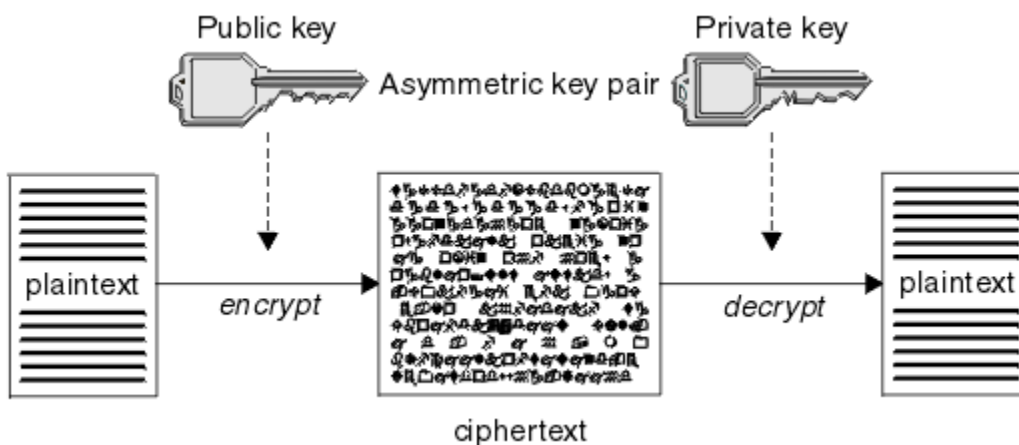 Public key
Private key
Asymmetric key pair
plaintext
encrypt
decrypt
plaintext
ciphertext